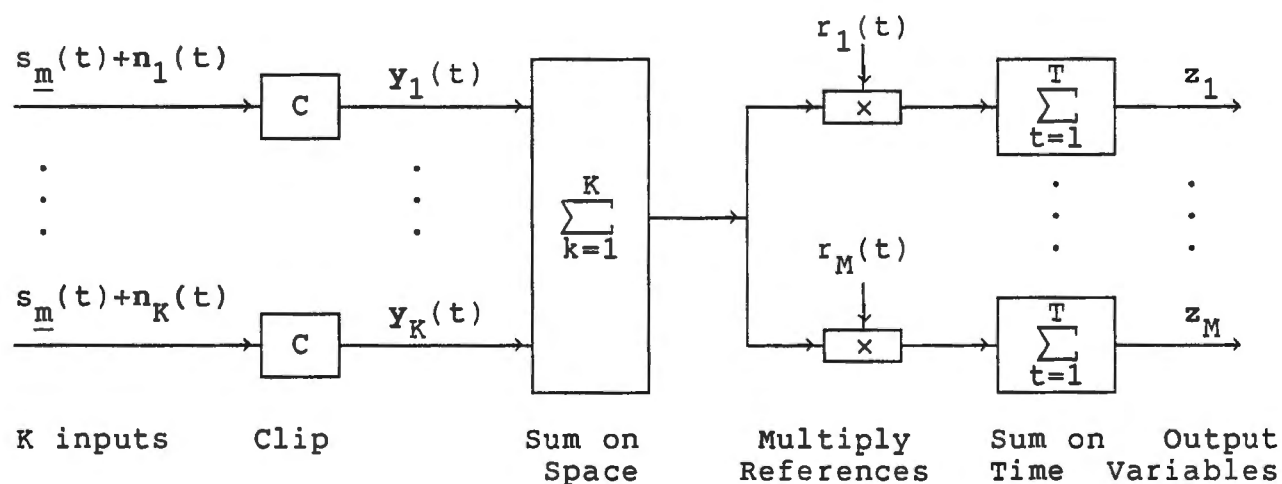 s_m(t)+n_1(t)
C
y_1(t)
r_1(t)
×
T
∑
t=1
z_1
K
∑
k=1
s_m(t)+n_K(t)
C
y_K(t)
r_M(t)
×
T
∑
t=1
z_M
K inputs
Clip
Sum on
Space
Multiply
References
Sum on
Time
Output
Variables